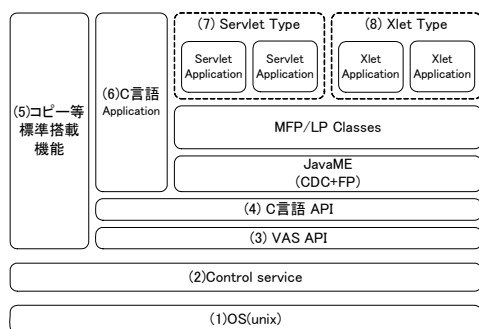 (7) Servlet Type
(8) Xlet Type
Servlet
Application
Servlet
Application
Xlet
Application
Xlet
Application
(5)コピー等
標準搭載
機能
(6)C言語
Application
MFP/LP Classes
JavaME
(CDC+FP)
(4) C言語 API
(3) VAS API
(2)Control service
(1)OS(unix)